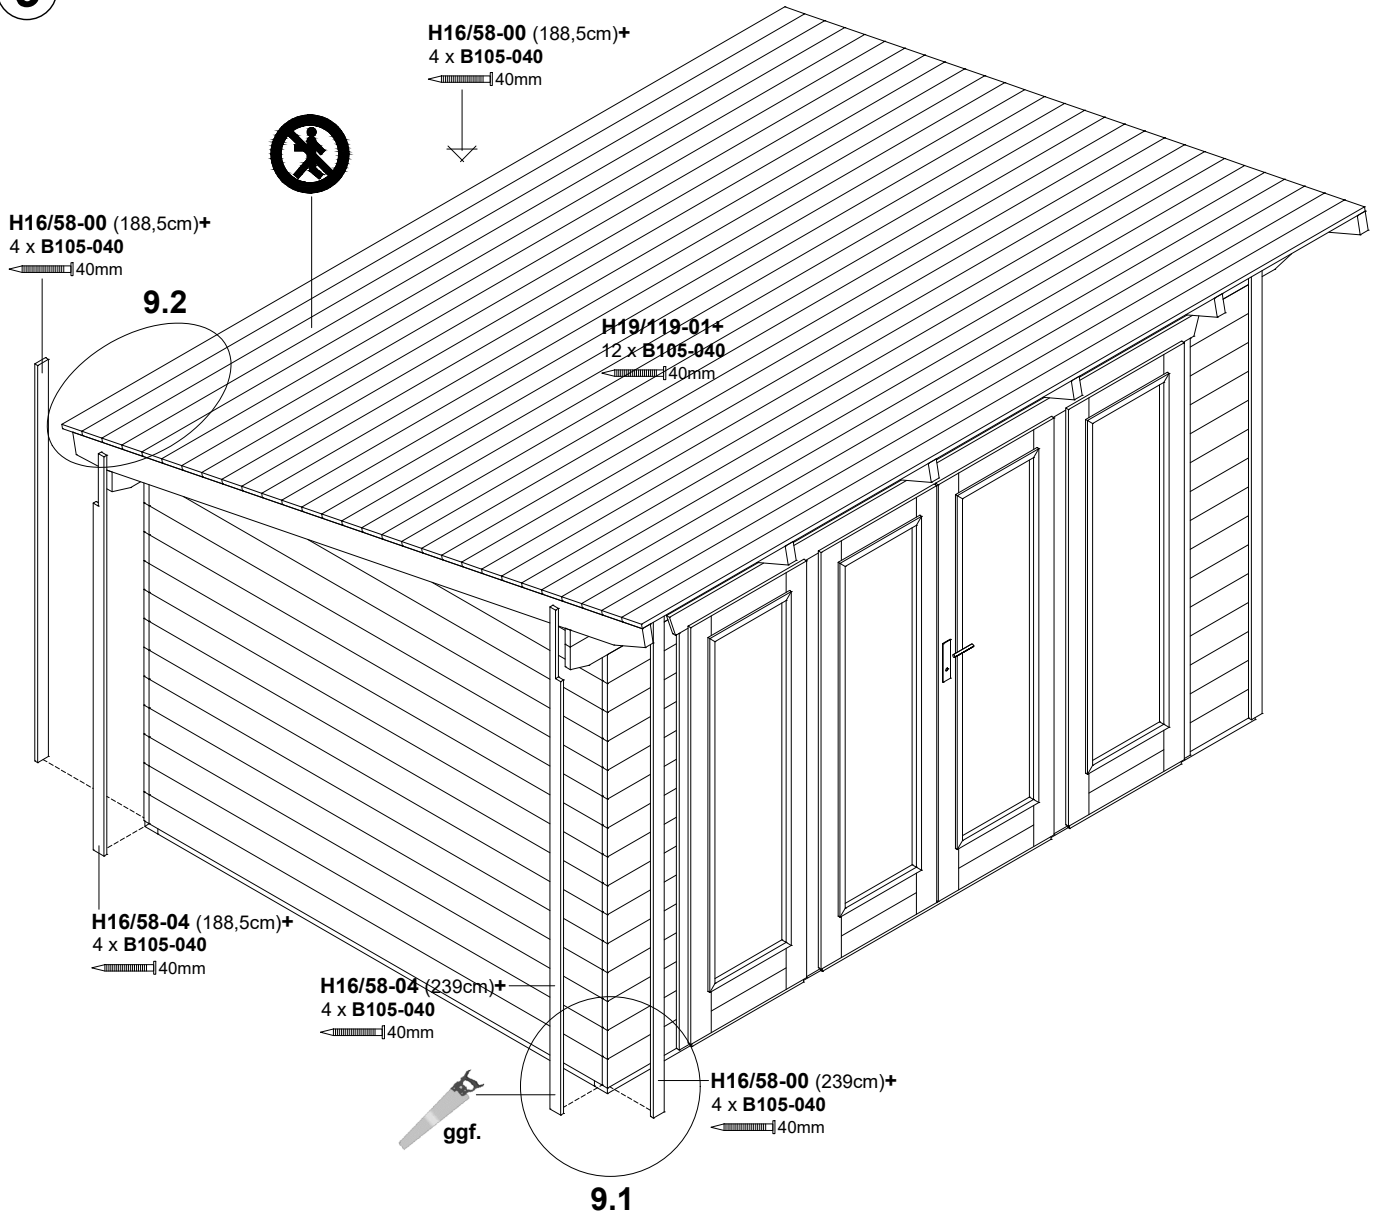 H16/58-00 (188,5cm)+
4 x B105-040
40mm
H16/58-00 (188,5cm)+
4 x B105-040
40mm
9.2
H19/119-01+
12 x B105-040
40mm
H16/58-04 (188,5cm)+
4 x B105-040
40mm
H16/58-04 (239cm)+
4 x B105-040
40mm
H16/58-00 (239cm)+
4 x B105-040
40mm
ggf.
9.1